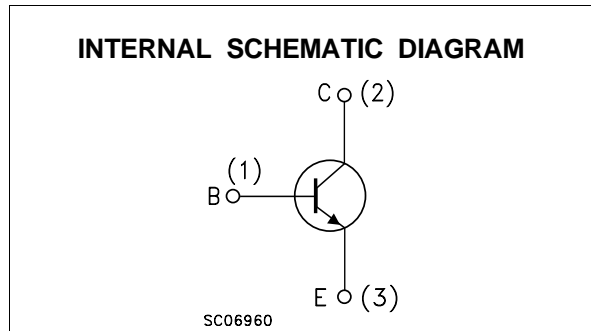 INTERNAL SCHEMATIC DIAGRAM
C (2)
(1)
B
E (3)
SC06960